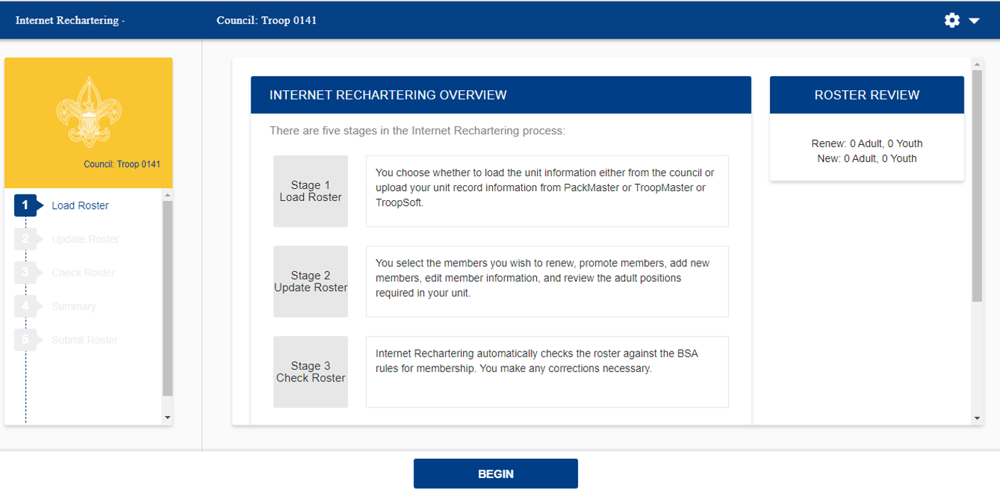 Internet Rechartering -
Council: Troop 0141
Council: Troop 0141
1 Load Roster
2 Update Roster
3 Check Roster
4 Summary
5 Submit Roster
INTERNET RECHARTERING OVERVIEW
There are five stages in the Internet Rechartering process:
Stage 1
Load Roster
You choose whether to load the unit information either from the council or
upload your unit record information from PackMaster or TroopMaster or
TroopSoft.
Stage 2
Update Roster
You select the members you wish to renew, promote members, add new
members, edit member information, and review the adult positions
required in your unit.
Stage 3
Check Roster
Internet Rechartering automatically checks the roster against the BSA
rules for membership. You make any corrections necessary.
ROSTER REVIEW
Renew: 0 Adult, 0 Youth
New: 0 Adult, 0 Youth
BEGIN